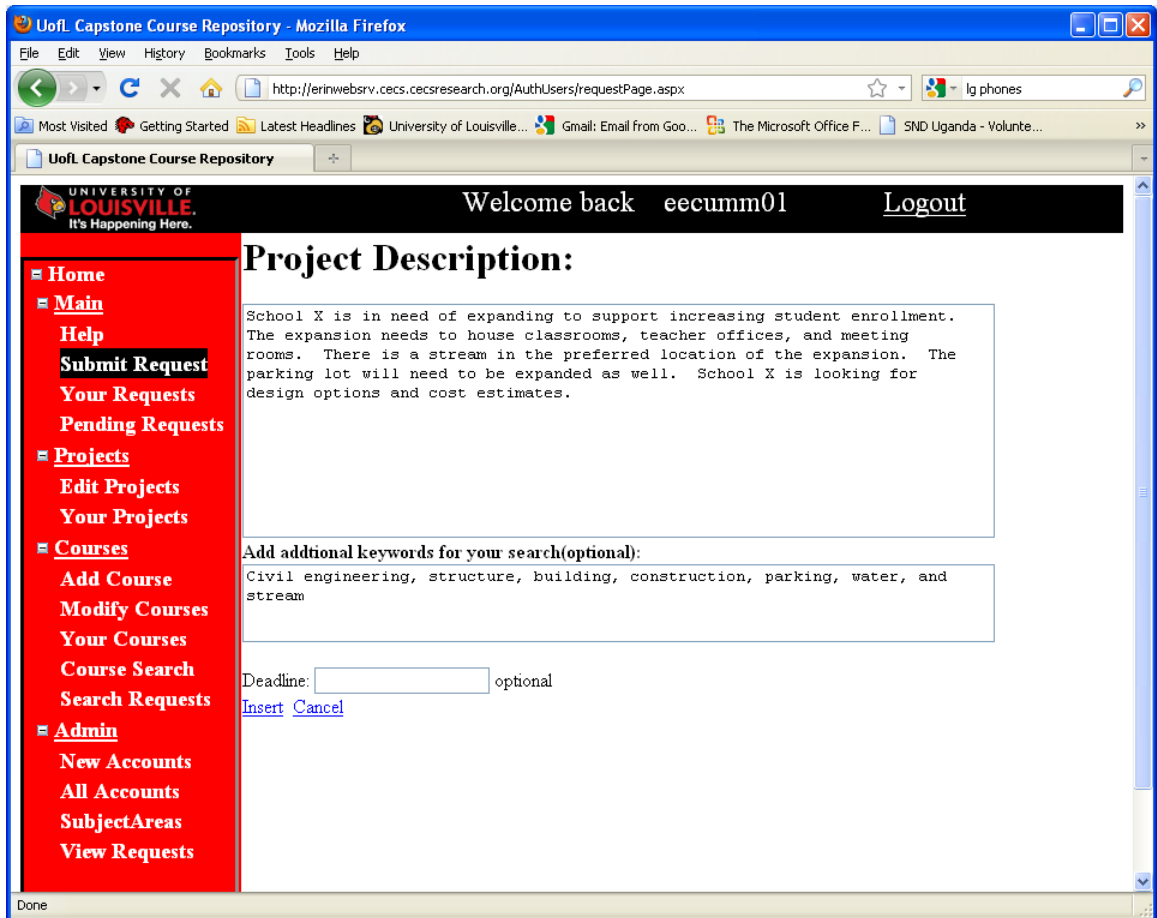 UofL Capstone Course Repository - Mozilla Firefox
File Edit View History Bookmarks Tools Help
http://erinwebsrv.cecs.cecsresearch.org/AuthUsers/requestPage.aspx lg phones
Most Visited Getting Started Latest Headlines University of Louisville... Gmail: Email from Goo... The Microsoft Office F... SND Uganda - Volunte... »
UofL Capstone Course Repository
UNIVERSITY OF
LOUISVILLE.
It's Happening Here.
Welcome back eecumm01 Logout
Home
Main
Help
Submit Request
Your Requests
Pending Requests
Projects
Edit Projects
Your Projects
Courses
Add Course
Modify Courses
Your Courses
Course Search
Search Requests
Admin
New Accounts
All Accounts
SubjectAreas
View Requests
Project Description:
School X is in need of expanding to support increasing student enrollment.
The expansion needs to house classrooms, teacher offices, and meeting
rooms.  There is a stream in the preferred location of the expansion.  The
parking lot will need to be expanded as well.  School X is looking for
design options and cost estimates.
Add addtional keywords for your search(optional):
Civil engineering, structure, building, construction, parking, water, and
stream
Deadline: optional
Insert Cancel
Done